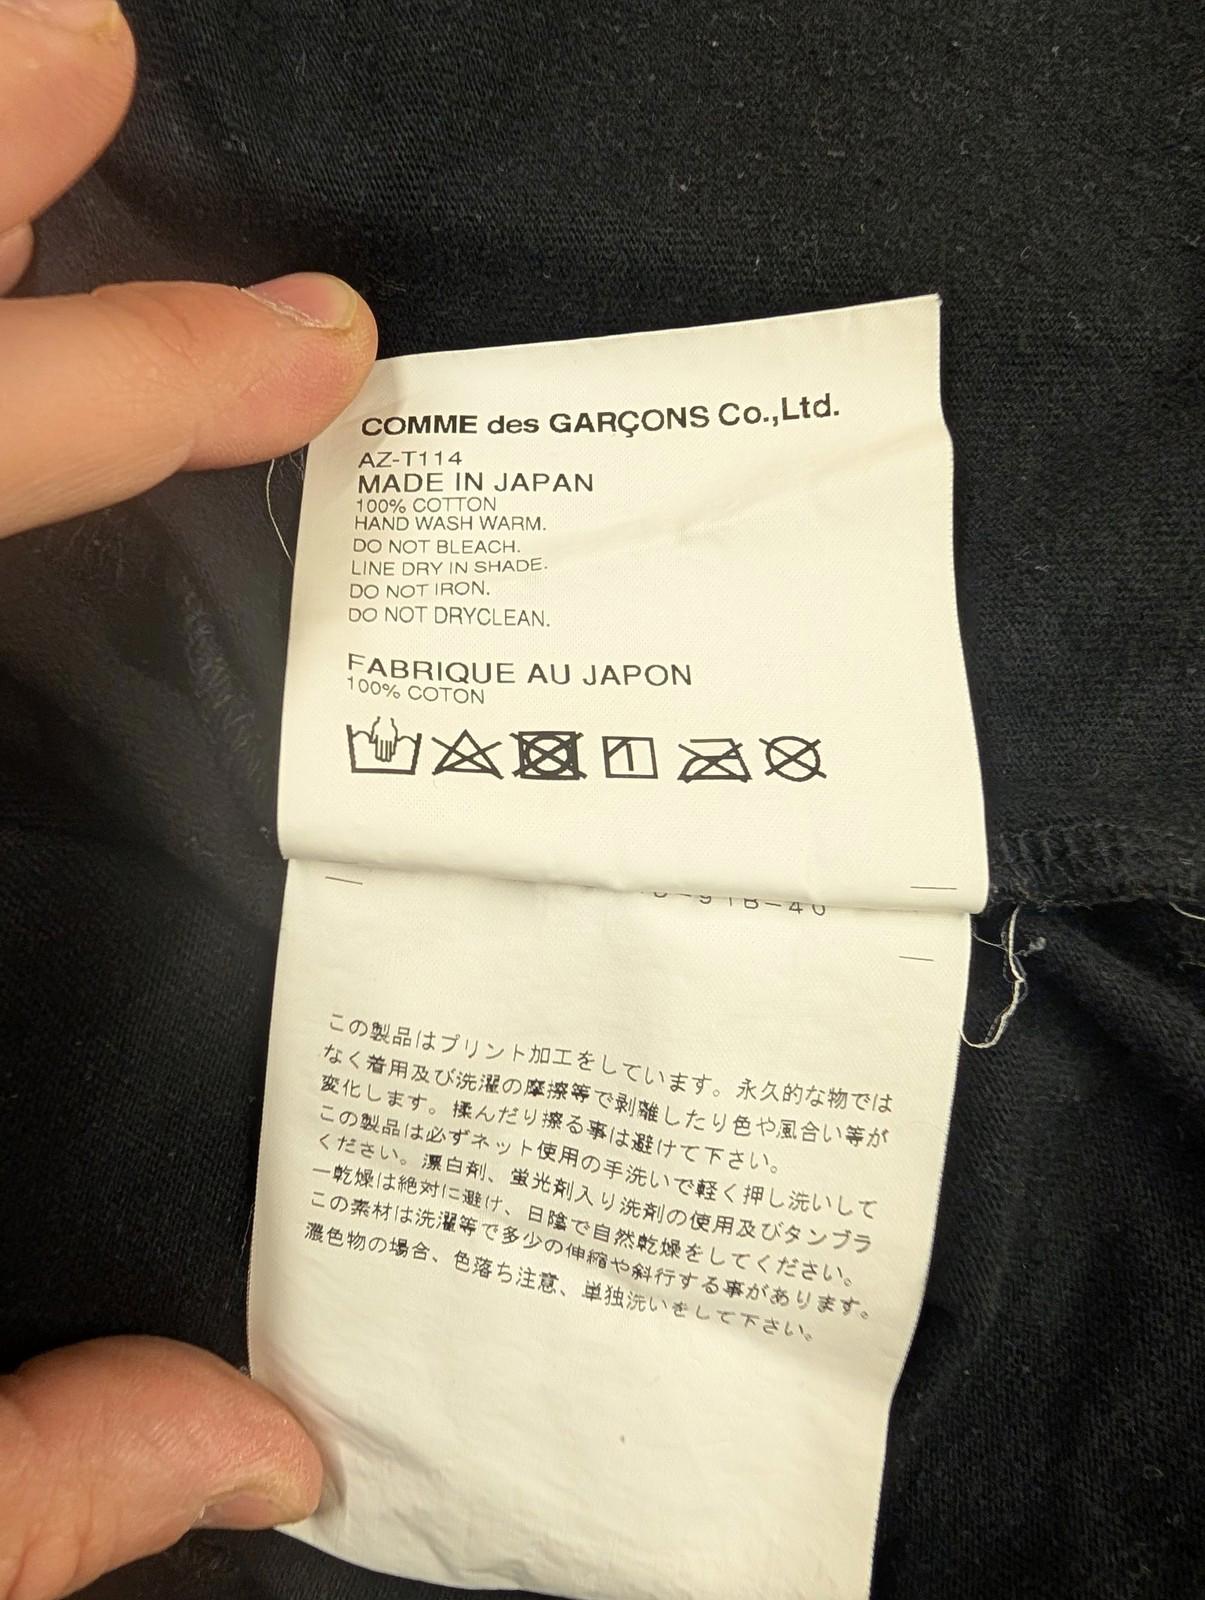 COMME des GARÇONS Co.,Ltd.
AZ-T114
MADE IN JAPAN
100% COTTON
HAND WASH WARM.
DO NOT BLEACH.
LINE DRY IN SHADE.
DO NOT IRON.
DO NOT DRYCLEAN.
FABRIQUE AU JAPON
100% COTON
この製品はプリント加工をしています。永久的な物では
なく着用及び洗濯の摩擦等で剥離したり色や風合い等が
変化します。揉んだり擦る事は避けて下さい。
この製品は必ずネット使用の手洗いで軽く押し洗いして
ください。漂白剤、蛍光剤入り洗剤の使用及びタンブラ
ー乾燥は絶対に避け、日陰で自然乾燥をしてください。
この素材は洗濯等で多少の伸縮や斜行する事があります。
濃色物の場合、色落ち注意、単独洗いをして下さい。